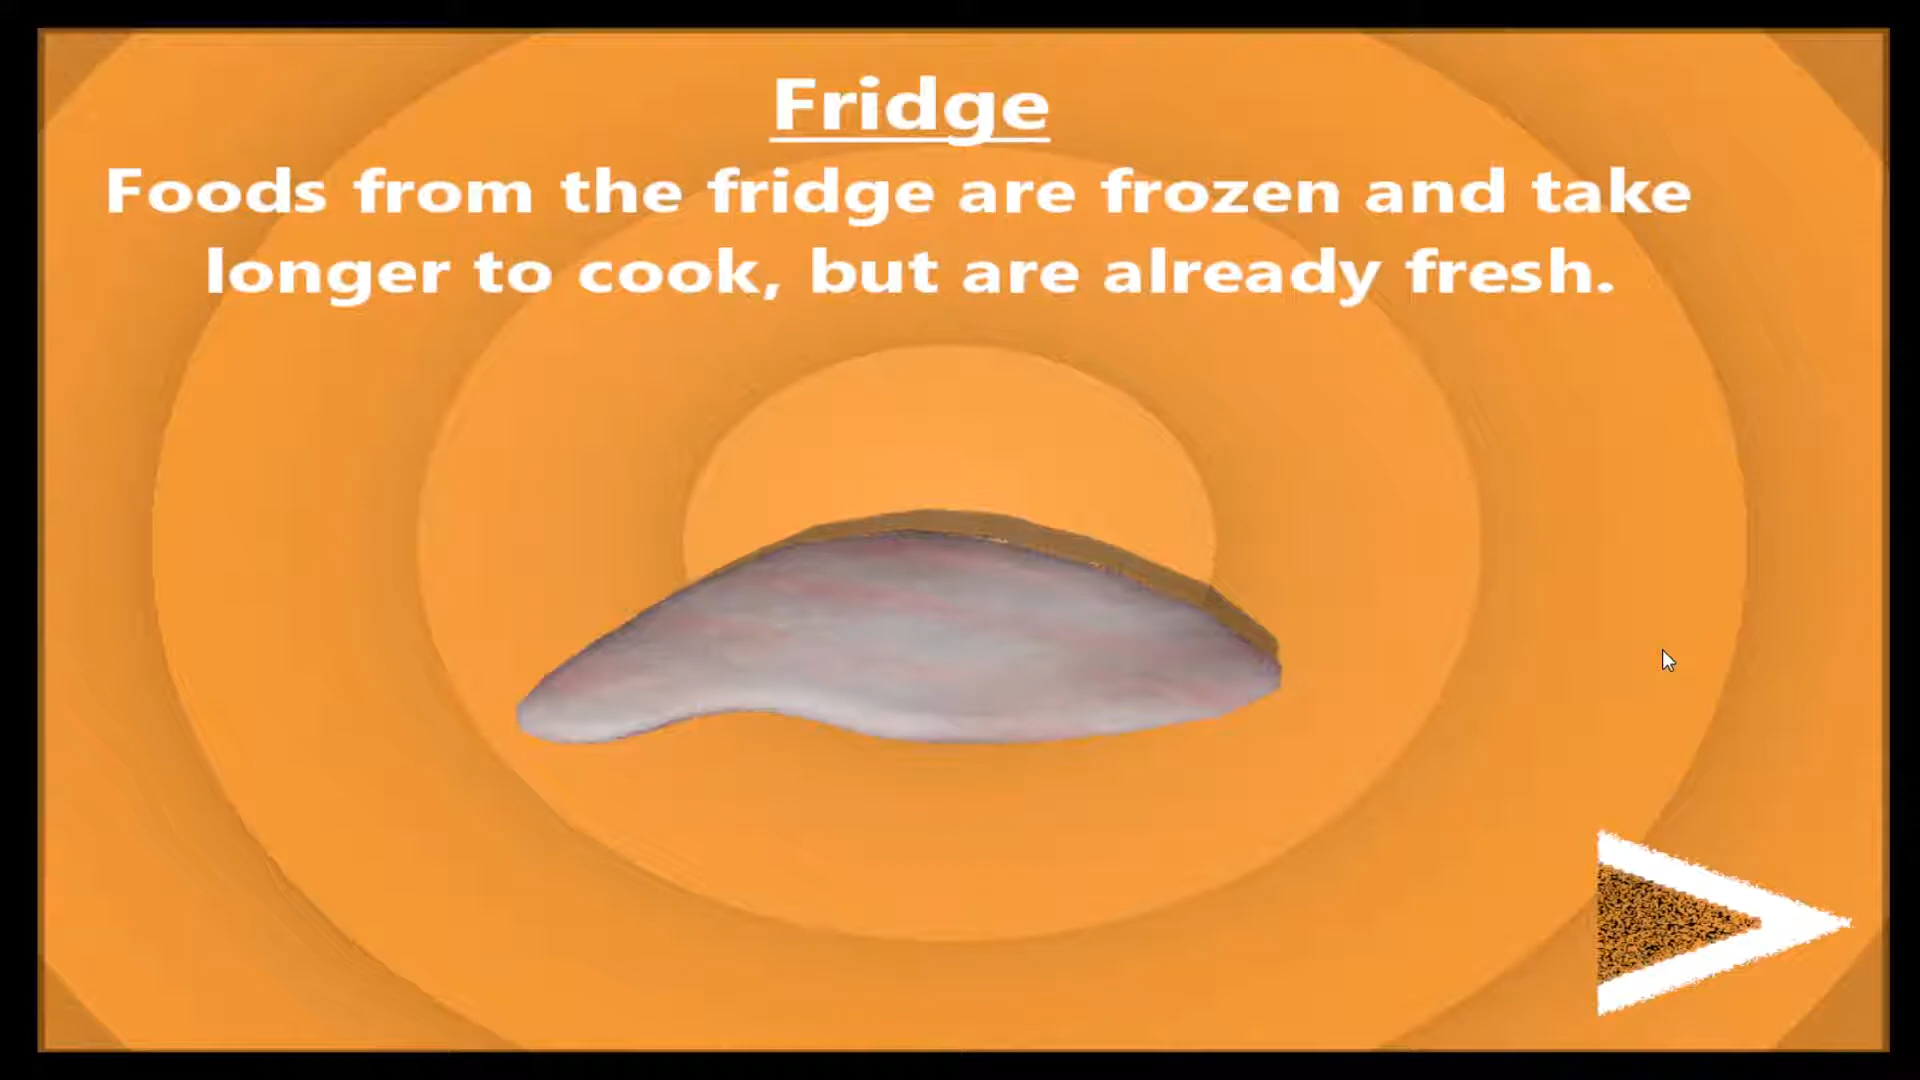 Fridge
Foods from the fridge are frozen and take
longer to cook, but are already fresh.